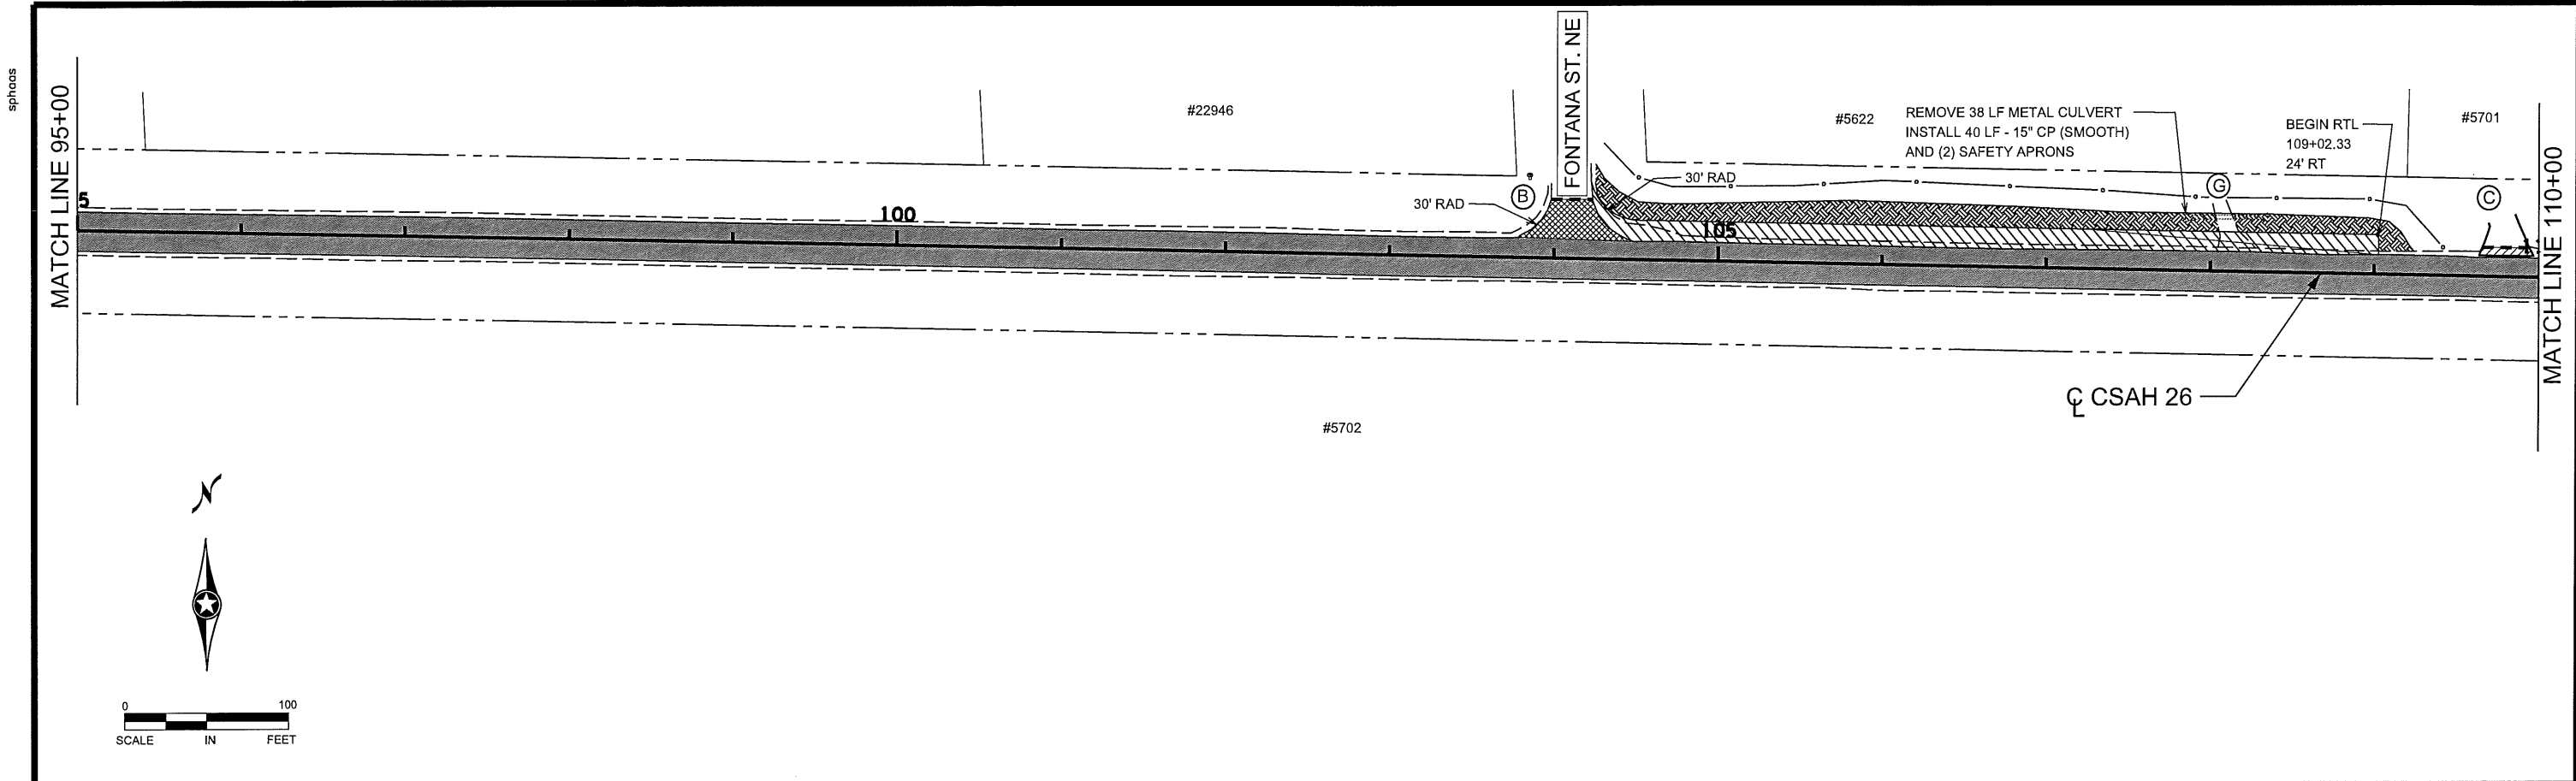 sphaas
MATCH LINE 95+00
FONTANA ST. NE
#22946
#5622
REMOVE 38 LF METAL CULVERT
INSTALL 40 LF - 15" CP (SMOOTH)
AND (2) SAFETY APRONS
BEGIN RTL
109+02.33
24' RT
#5701
MATCH LINE 110+00
30' RAD
B
30' RAD
G
C
5
100
105
1
℄ CSAH 26
#5702
N
0 100
SCALE IN FEET